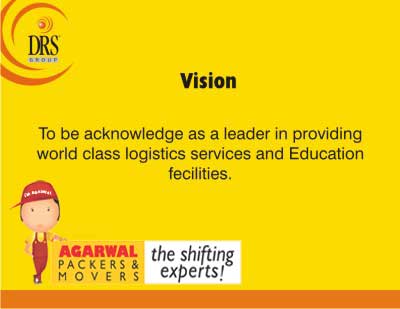 DRS
GROUP
Vision
To be acknowledge as a leader in providing
world class logistics services and Education
fecilities.
I'M AGARWAL
AGARWAL
PACKERS &
MOVERS
the shifting
experts!